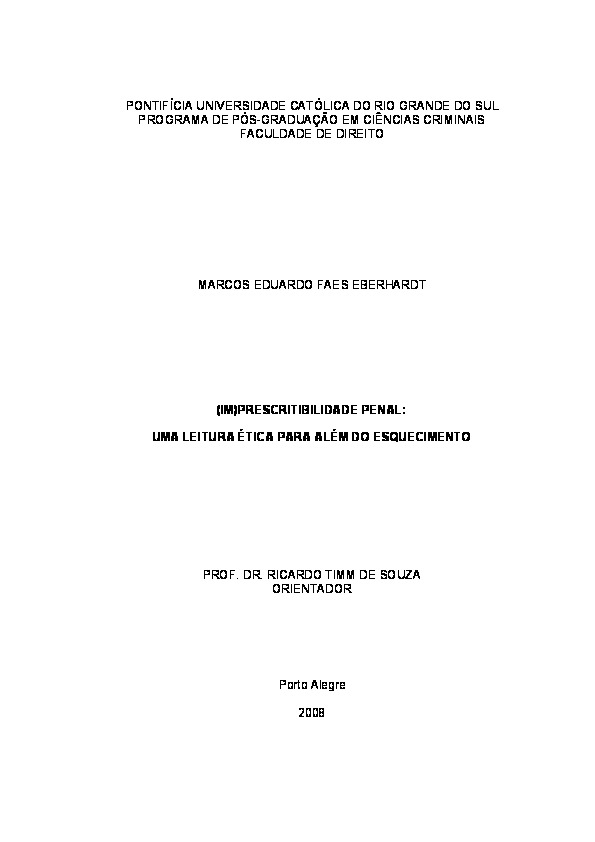 PONTIFÍCIA UNIVERSIDADE CATÓLICA DO RIO GRANDE DO SUL
PROGRAMA DE PÓS-GRADUAÇÃO EM CIÊNCIAS CRIMINAIS
FACULDADE DE DIREITO
MARCOS EDUARDO FAES EBERHARDT
(IM)PRESCRITIBILIDADE PENAL:
UMA LEITURA ÉTICA PARA ALÉM DO ESQUECIMENTO
PROF. DR. RICARDO TIMM DE SOUZA
ORIENTADOR
Porto Alegre
2008